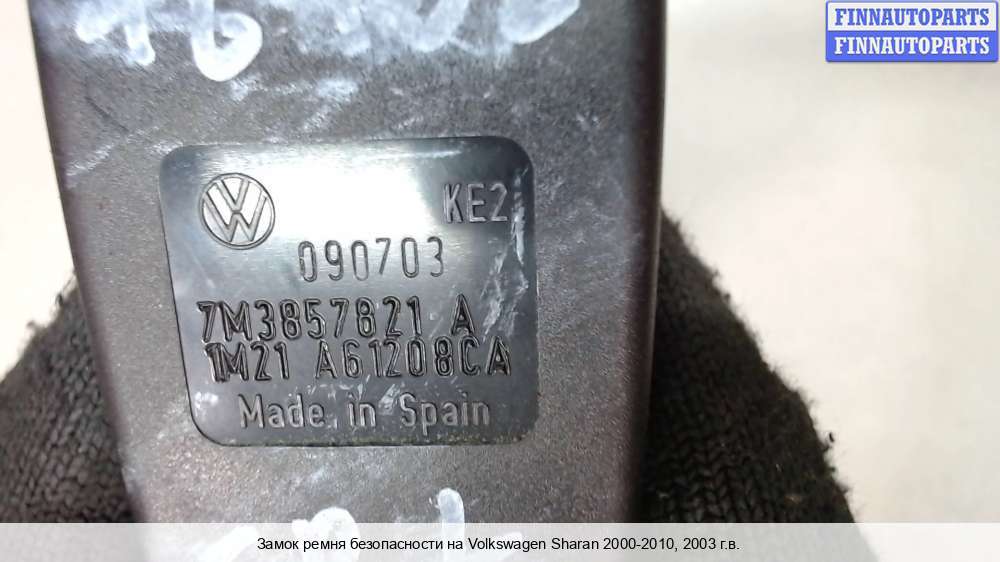 FINNAUTOPARTS
FINNAUTOPARTS
KE2
090703
7M3857821 A
1M21 A61208CA
Made in Spain
Замок ремня безопасности на Volkswagen Sharan 2000-2010, 2003 г.в.